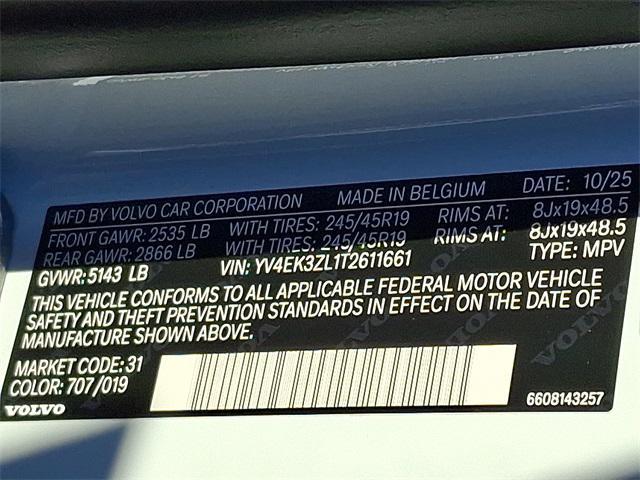 MFD BY VOLVO CAR CORPORATION MADE IN BELGIUM DATE: 10/25
FRONT GAWR: 2535 LB WITH TIRES: 245/45R19 RIMS AT: 8Jx19x48.5
REAR GAWR: 2866 LB WITH TIRES: 245/45R19 RIMS AT: 8Jx19x48.5
GVWR: 5143 LB VIN: YV4EK3ZL1T2611661 TYPE: MPV
THIS VEHICLE CONFORMS TO ALL APPLICABLE FEDERAL MOTOR VEHICLE
SAFETY AND THEFT PREVENTION STANDARDS IN EFFECT ON THE DATE OF
MANUFACTURE SHOWN ABOVE.
MARKET CODE: 31
COLOR: 707/019
VOLVO
6608143257